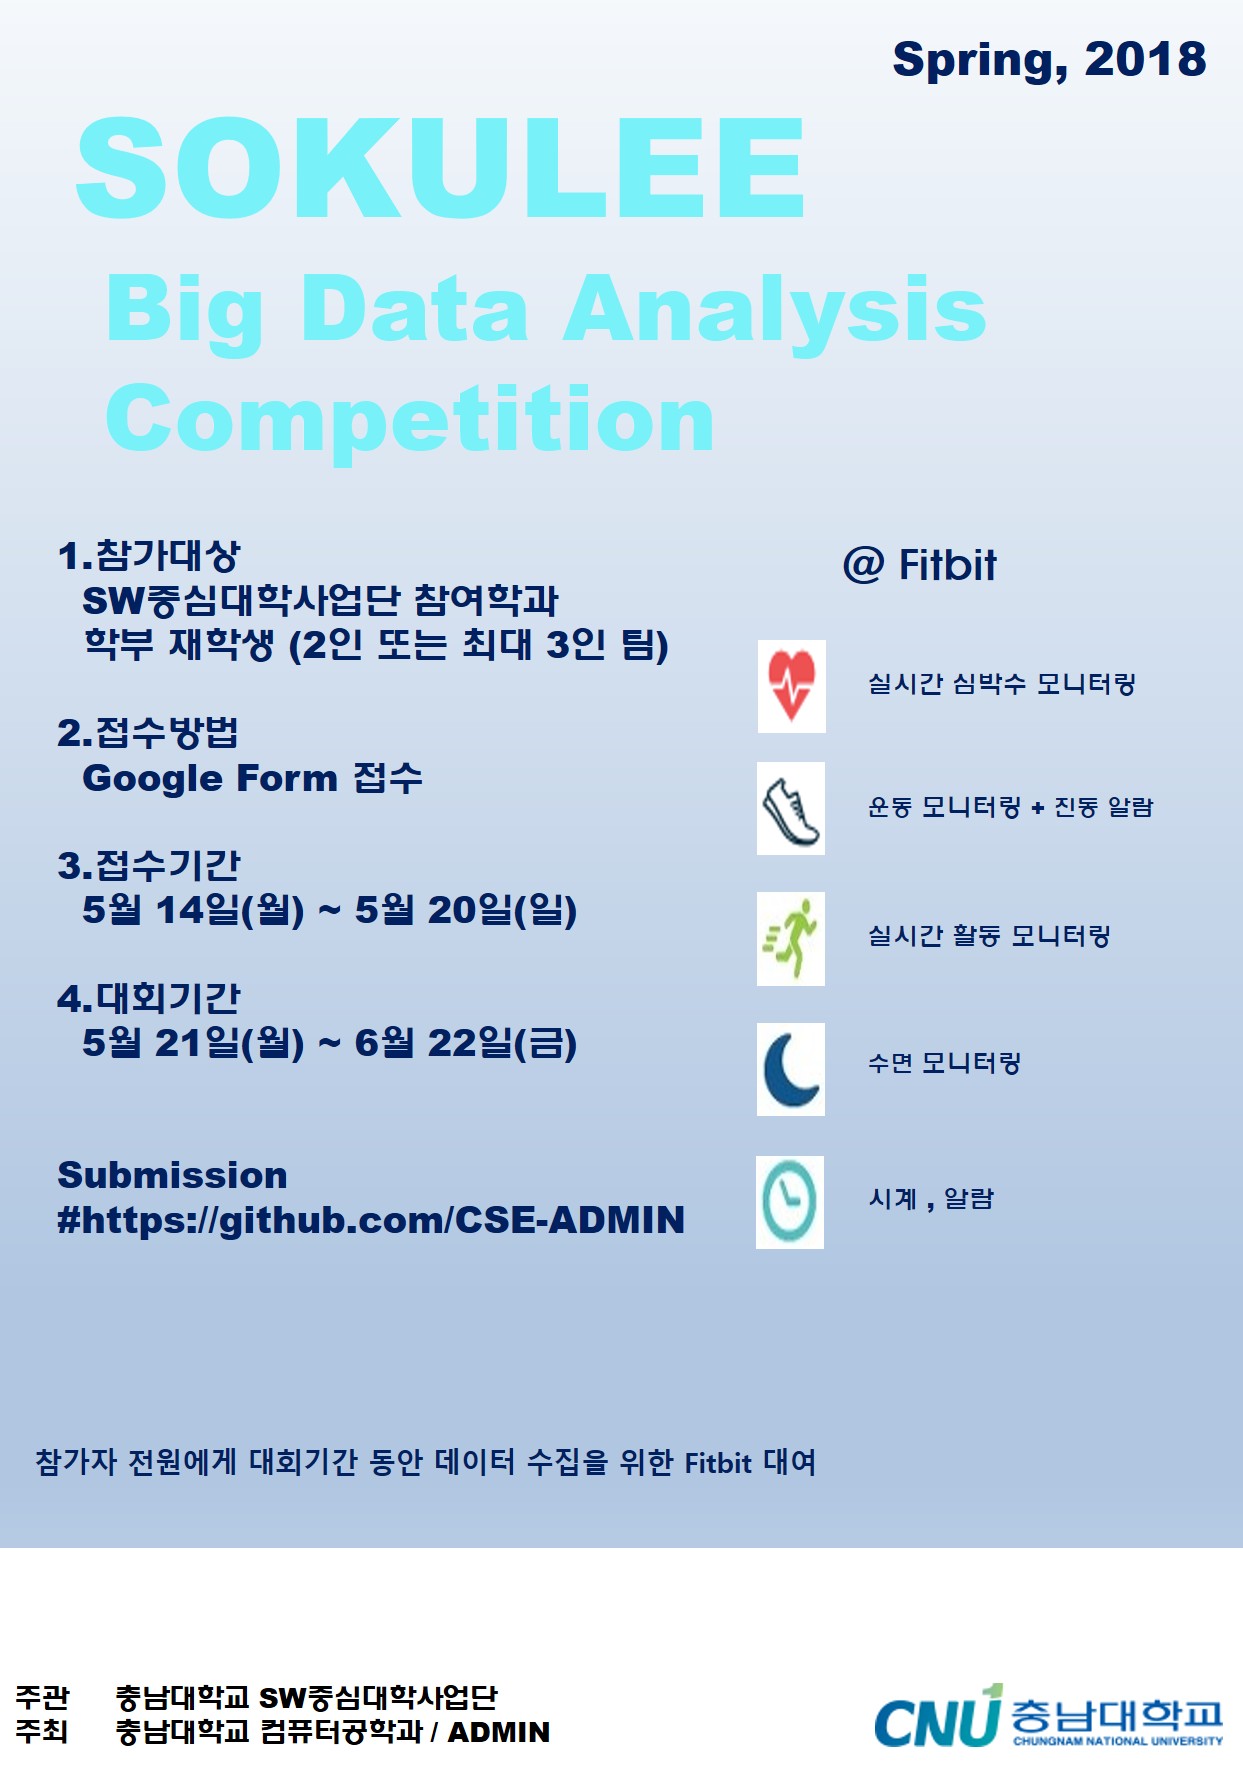 Spring, 2018
SOKULEE
Big Data Analysis
Competition
1.참가대상
SW중심대학사업단 참여학과
학부 재학생 (2인 또는 최대 3인 팀)
2.접수방법
Google Form 접수
3.접수기간
5월 14일(월) ~ 5월 20일(일)
4.대회기간
5월 21일(월) ~ 6월 22일(금)
Submission
#https://github.com/CSE-ADMIN
@ Fitbit
실시간 심박수 모니터링
운동 모니터링 + 진동 알람
실시간 활동 모니터링
수면 모니터링
시계 , 알람
참가자 전원에게 대회기간 동안 데이터 수집을 위한 Fitbit 대여
주관 충남대학교 SW중심대학사업단
주최 충남대학교 컴퓨터공학과 / ADMIN
CNU 충남대학교
CHUNGNAM NATIONAL UNIVERSITY